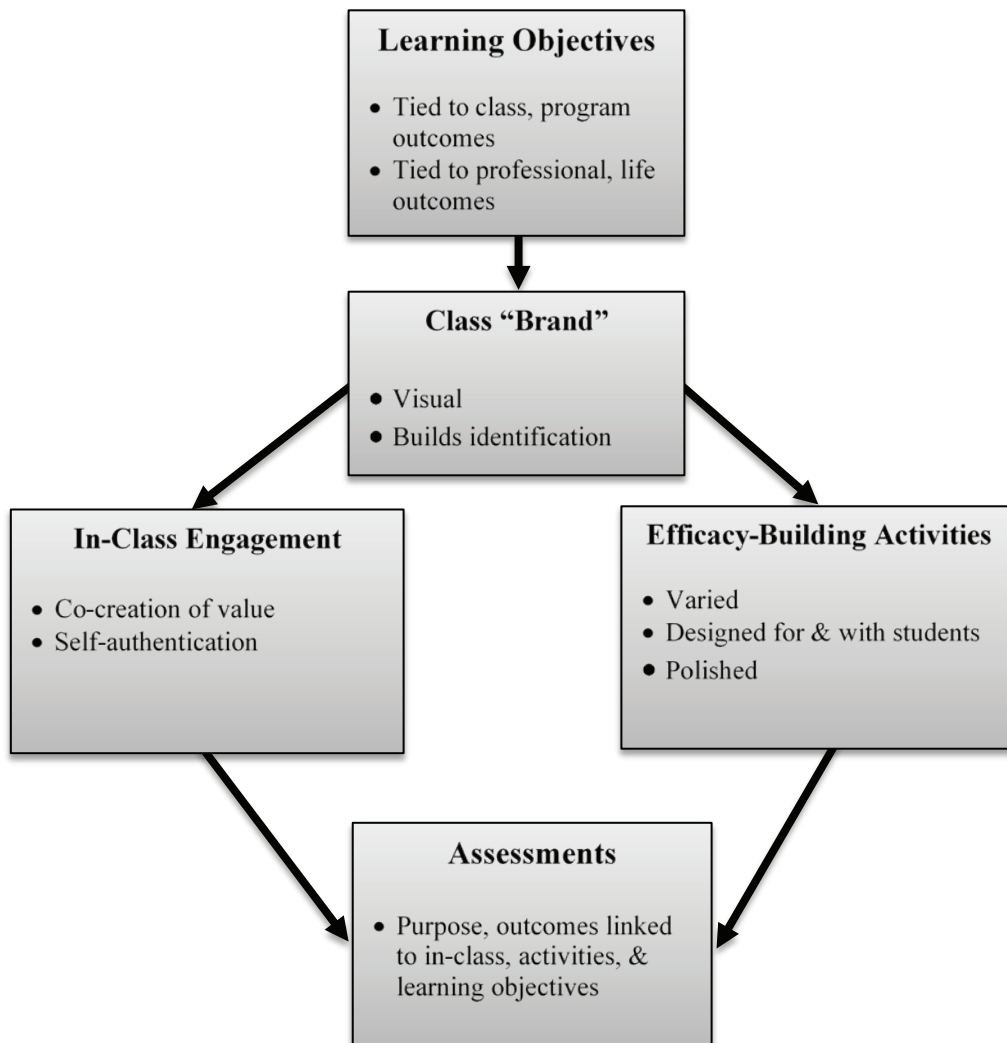 Learning Objectives
• Tied to class, program
outcomes
• Tied to professional, life
outcomes
Class “Brand”
• Visual
• Builds identification
In-Class Engagement
• Co-creation of value
• Self-authentication
Efficacy-Building Activities
• Varied
• Designed for & with students
• Polished
Assessments
• Purpose, outcomes linked
to in-class, activities, &
learning objectives